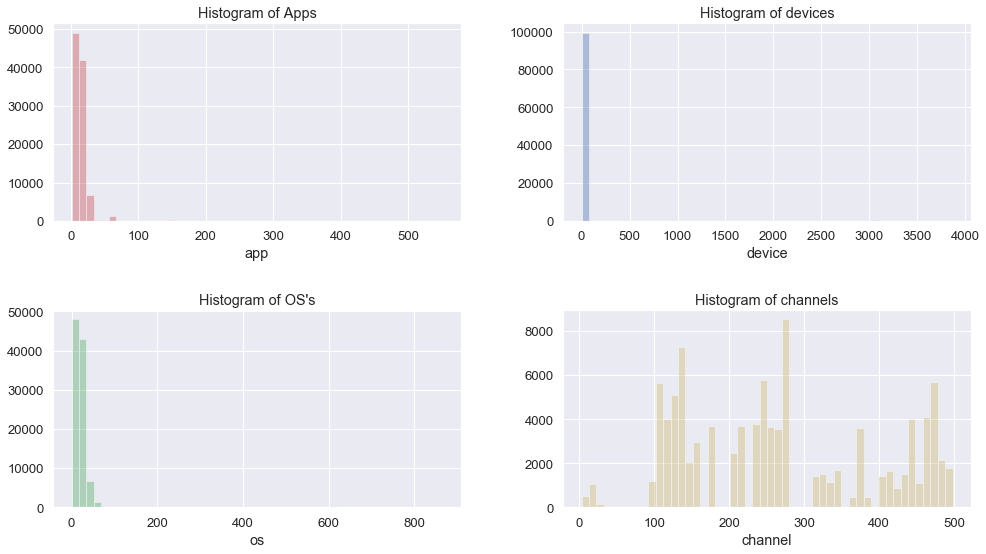 Histogram of Apps
50000
40000
30000
20000
10000
0
0 100 200 300 400 500
app
Histogram of devices
100000
80000
60000
40000
20000
0
0 500 1000 1500 2000 2500 3000 3500 4000
device
Histogram of OS's
50000
40000
30000
20000
10000
0
0 200 400 600 800
os
Histogram of channels
8000
6000
4000
2000
0
0 100 200 300 400 500
channel